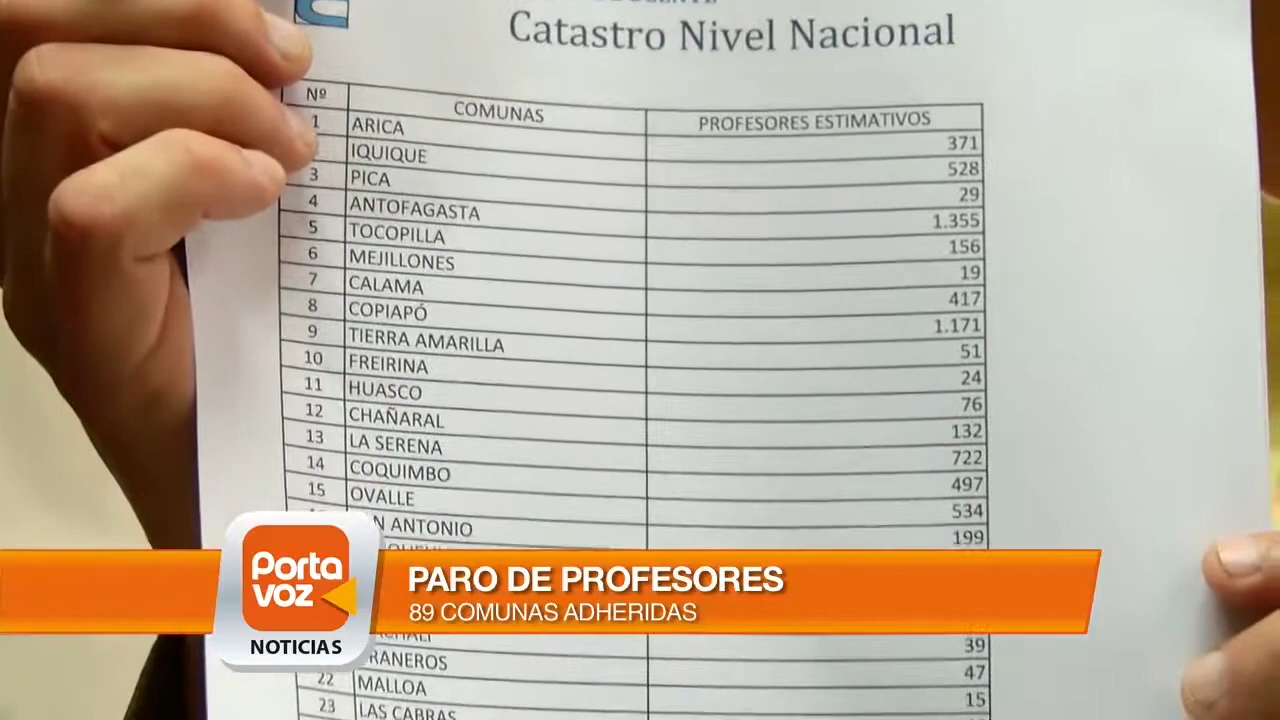 Catastro Nivel Nacional
Nº COMUNAS PROFESORES ESTIMATIVOS
1 ARICA 371
IQUIQUE 528
3 PICA 29
4 ANTOFAGASTA 1.355
5 TOCOPILLA 156
6 MEJILLONES 19
7 CALAMA 417
8 COPIAPÓ 1.171
9 TIERRA AMARILLA 51
10 FREIRINA 24
11 HUASCO 76
12 CHAÑARAL 132
13 LA SERENA 722
14 COQUIMBO 497
15 OVALLE 534
N ANTONIO 199
39
RANEROS 47
22 MALLOA 15
23 LAS CABRAS
Porta
voz
NOTICIAS
PARO DE PROFESORES
89 COMUNAS ADHERIDAS